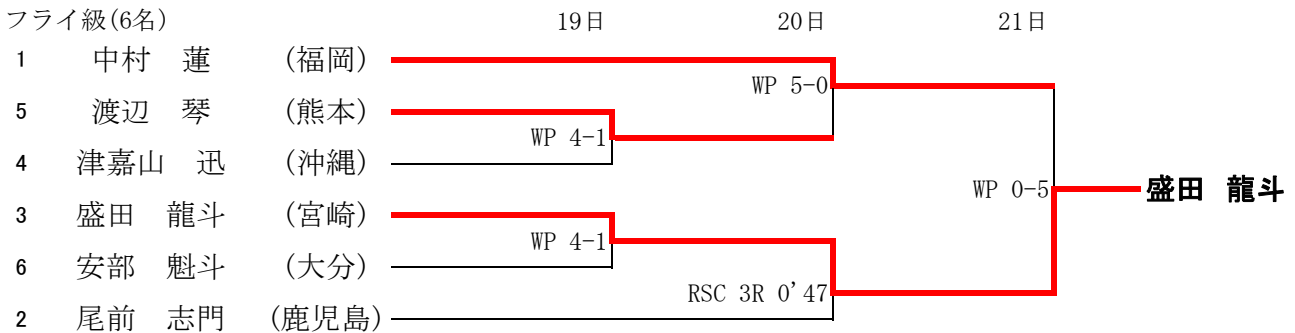 フライ級(6名) 19日 20日 21日
1 中村 蓮 (福岡)
WP 5-0
5 渡辺 琴 (熊本)
WP 4-1
4 津嘉山 迅 (沖縄)
WP 0-5 盛田 龍斗
3 盛田 龍斗 (宮崎)
WP 4-1
6 安部 魁斗 (大分)
RSC 3R 0'47
2 尾前 志門 (鹿児島)